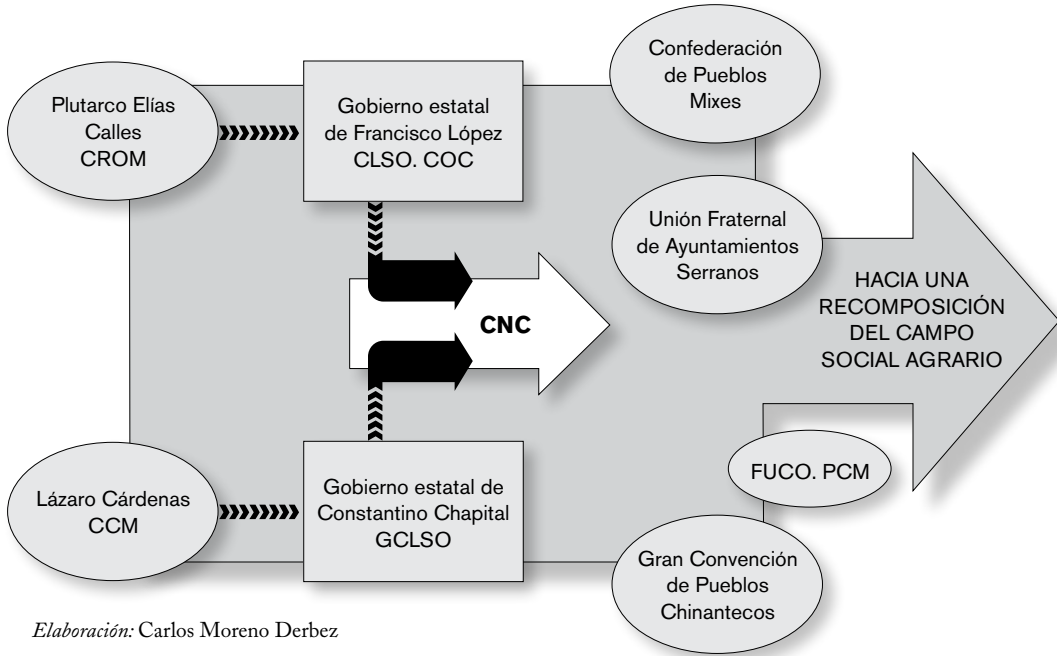 Plutarco Elías
Calles
CROM
Gobierno estatal
de Francisco López
CLSO. COC
Confederación
de Pueblos
Mixes
Unión Fraternal
de Ayuntamientos
Serranos
CNC
HACIA UNA
RECOMPOSICIÓN
DEL CAMPO
SOCIAL AGRARIO
Lázaro Cárdenas
CCM
Gobierno estatal de
Constantino Chapital
GCLSO
FUCO. PCM
Gran Convención
de Pueblos
Chinantecos
Elaboración: Carlos Moreno Derbez